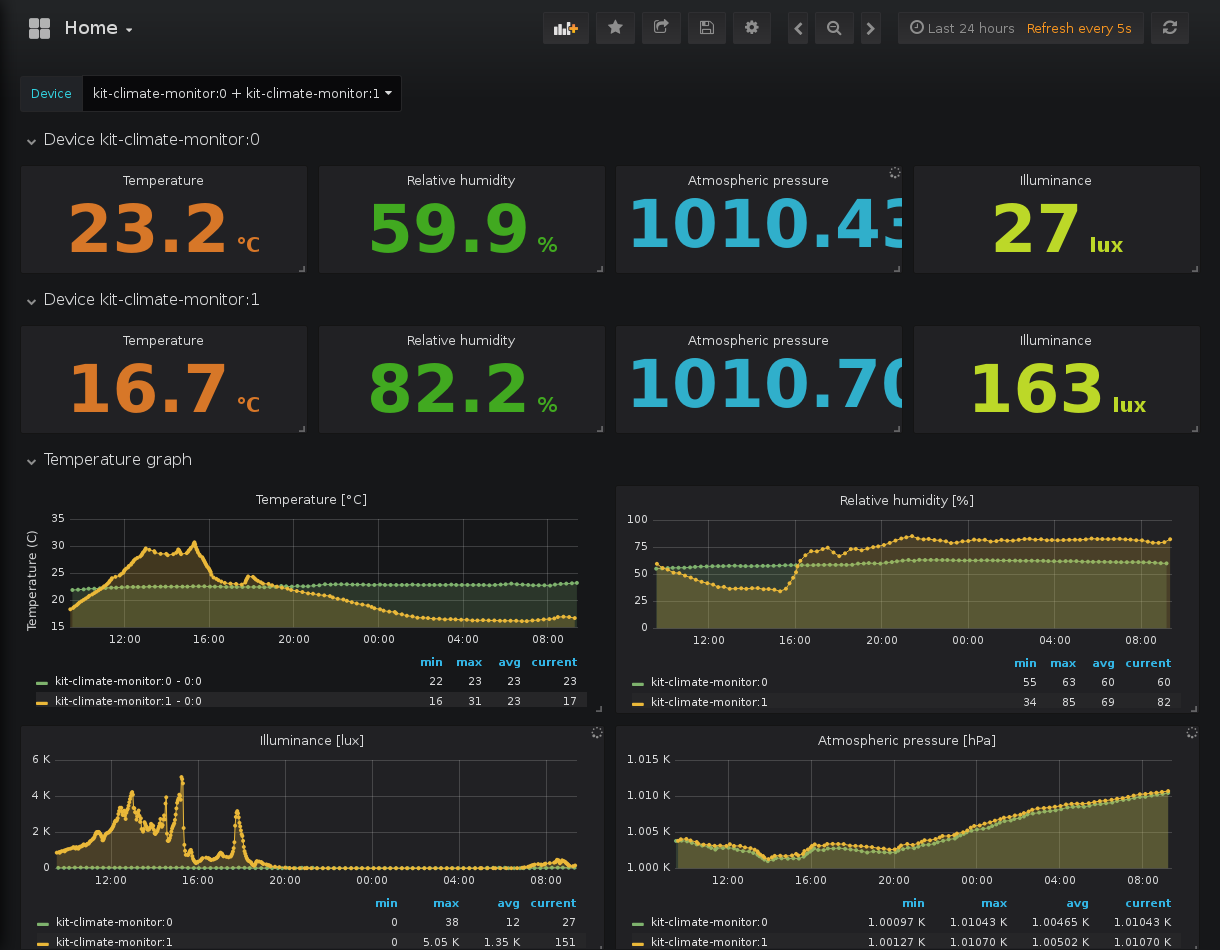 Home
Last 24 hours Refresh every 5s
Device kit-climate-monitor:0 + kit-climate-monitor:1
Device kit-climate-monitor:0
Temperature Relative humidity Atmospheric pressure Illuminance
23.2 °C 59.9 % 1010.43 27 lux
Device kit-climate-monitor:1
Temperature Relative humidity Atmospheric pressure Illuminance
16.7 °C 82.2 % 1010.70 163 lux
Temperature graph
Temperature [°C]
Temperature (C)
35
30
25
20
15
12:00 16:00 20:00 00:00 04:00 08:00
min max avg current
kit-climate-monitor:0 - 0:0 22 23 23 23
kit-climate-monitor:1 - 0:0 16 31 23 17
Relative humidity [%]
100
75
50
25
0
12:00 16:00 20:00 00:00 04:00 08:00
min max avg current
kit-climate-monitor:0 55 63 60 60
kit-climate-monitor:1 34 85 69 82
Illuminance [lux]
6 K
4 K
2 K
0
12:00 16:00 20:00 00:00 04:00 08:00
min max avg current
kit-climate-monitor:0 0 38 12 27
kit-climate-monitor:1 0 5.05 K 1.35 K 151
Atmospheric pressure [hPa]
1.015 K
1.010 K
1.005 K
1.000 K
12:00 16:00 20:00 00:00 04:00 08:00
min max avg current
kit-climate-monitor:0 1.00097 K 1.01043 K 1.00465 K 1.01043 K
kit-climate-monitor:1 1.00127 K 1.01070 K 1.00502 K 1.01070 K